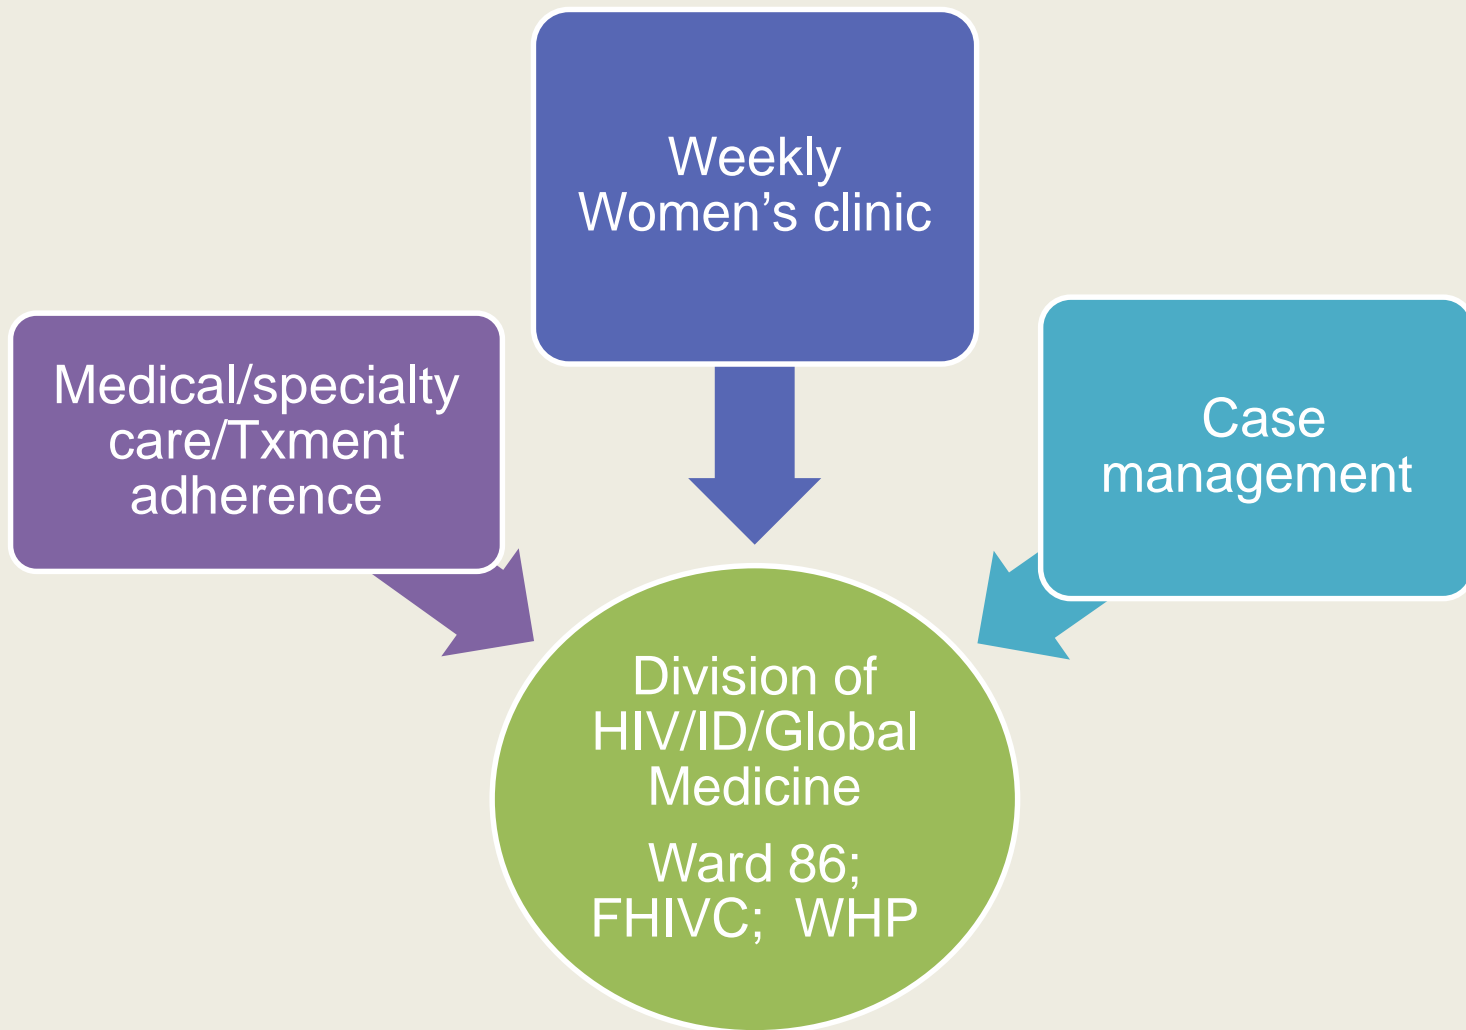 Weekly
Women’s clinic
Medical/specialty
care/Txment
adherence
Case
management
Division of
HIV/ID/Global
Medicine
Ward 86;
FHIVC;  WHP